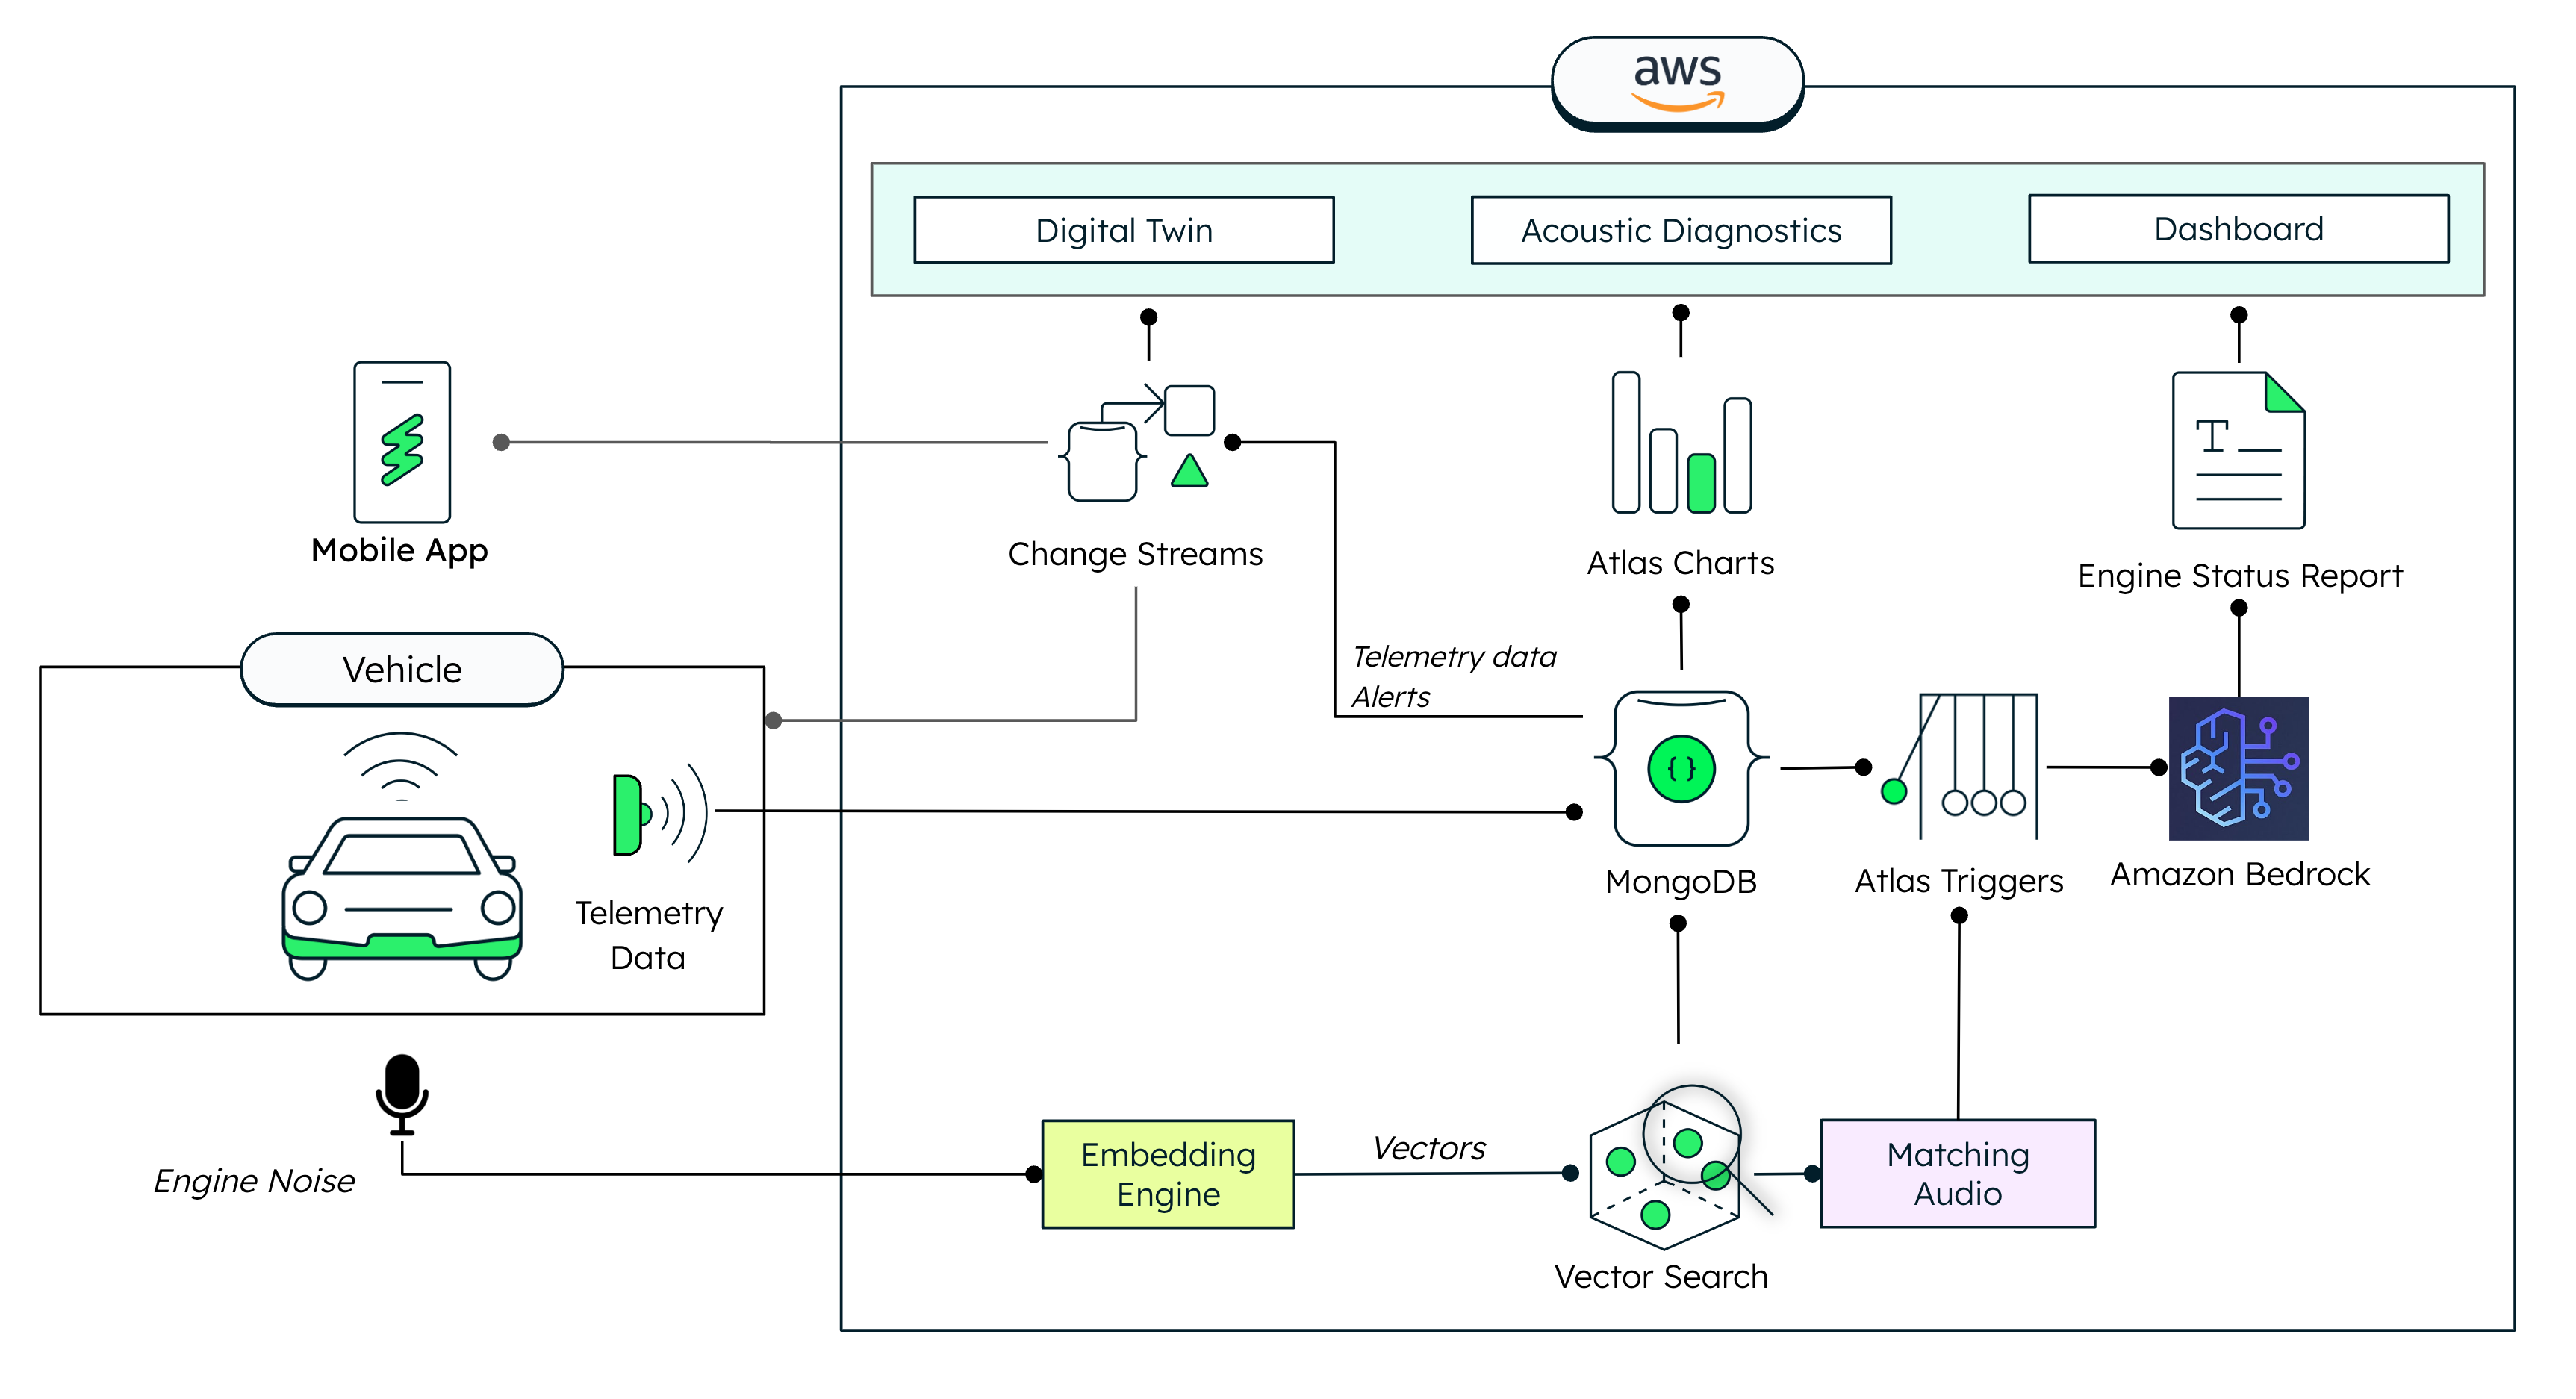 aws
Digital Twin
Acoustic Diagnostics
Dashboard
Mobile App
Change Streams
Atlas Charts
T
Engine Status Report
Telemetry data
Alerts
Vehicle
Telemetry
Data
{ }
MongoDB
Atlas Triggers
Amazon Bedrock
Engine Noise
Embedding
Engine
Vectors
Vector Search
Matching
Audio